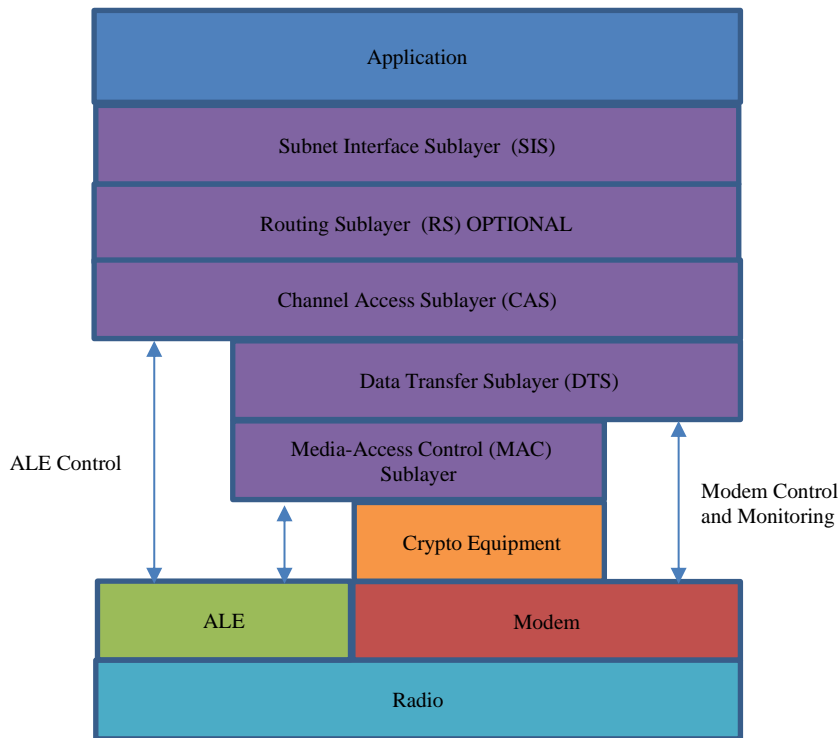 Application
Subnet Interface Sublayer (SIS)
Routing Sublayer (RS) OPTIONAL
Channel Access Sublayer (CAS)
Data Transfer Sublayer (DTS)
ALE Control
Media-Access Control (MAC)
Sublayer
Modem Control
and Monitoring
Crypto Equipment
ALE
Modem
Radio